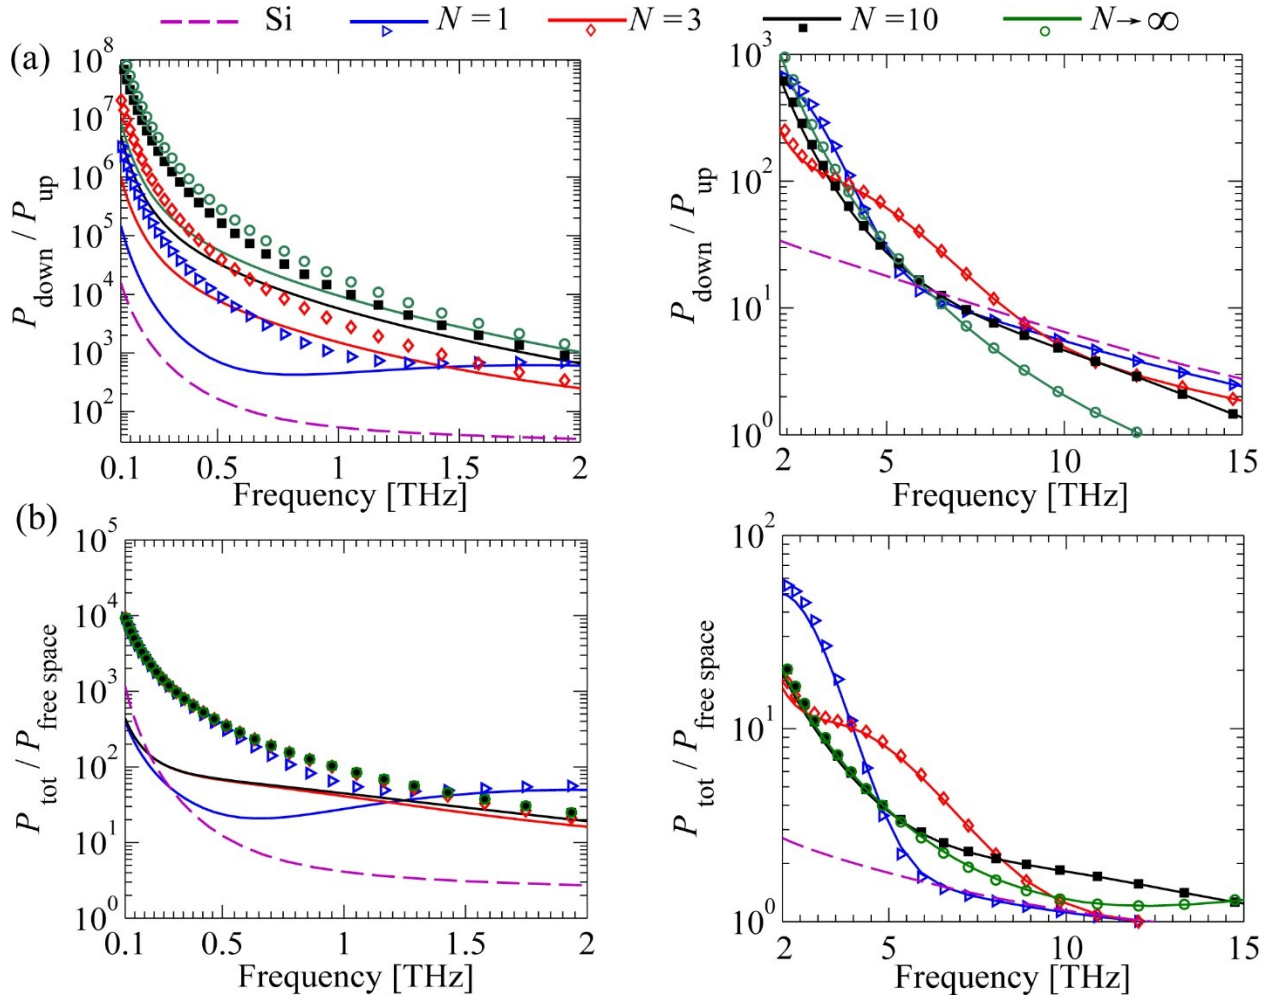 Si N = 1 N = 3 N = 10 N → ∞
(a)
10^8
10^7
10^6
10^5
10^4
10^3
10^2
P_down / P_up
0.1 0.5 1 1.5 2
Frequency [THz]
10^3
10^2
10^1
10^0
P_down / P_up
2 5 10 15
Frequency [THz]
(b)
10^5
10^4
10^3
10^2
10^1
10^0
P_tot / P_free space
0.1 0.5 1 1.5 2
Frequency [THz]
10^2
10^1
10^0
P_tot / P_free space
2 5 10 15
Frequency [THz]